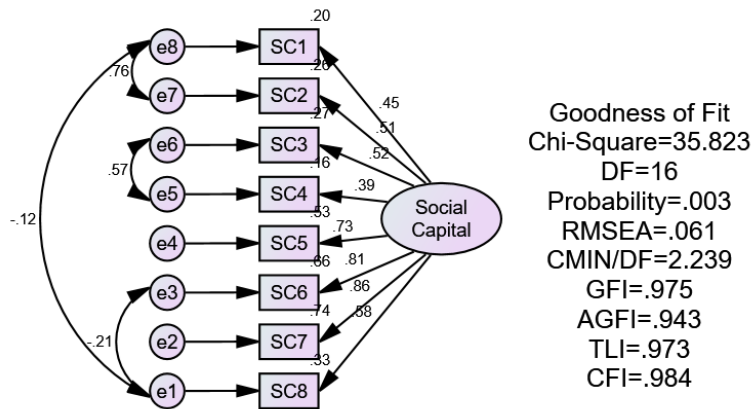 .20
e8 SC1
.76 .26 .45
e7 SC2
.27 .51
e6 SC3 .52
.57 .16 .39
e5 SC4
.53 .73
Social
Capital
-.12
e4 SC5
.66 .81
e3 SC6 .86
.74 .58
-.21
e2 SC7
.33
e1 SC8
Goodness of Fit
Chi-Square=35.823
DF=16
Probability=.003
RMSEA=.061
CMIN/DF=2.239
GFI=.975
AGFI=.943
TLI=.973
CFI=.984